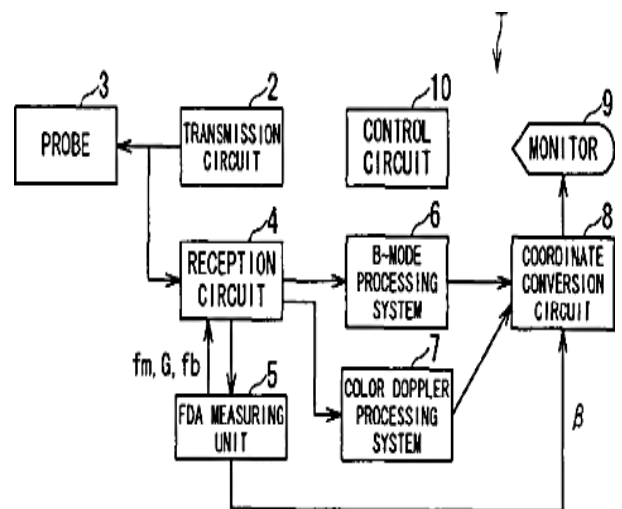 3
2
10
9
PROBE
TRANSMISSION
CIRCUIT
CONTROL
CIRCUIT
MONITOR
4
6
8
RECEPTION
CIRCUIT
B-MODE
PROCESSING
SYSTEM
COORDINATE
CONVERSION
CIRCUIT
fm, G, fb
5
7
FDA MEASURING
UNIT
COLOR DOPPLER
PROCESSING
SYSTEM
β